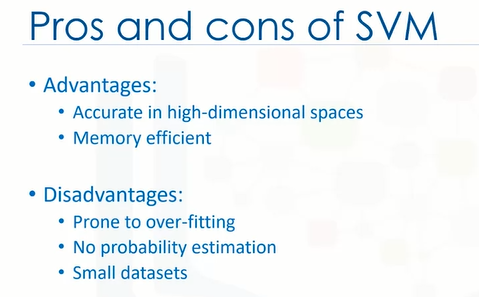 Pros and cons of SVM
• Advantages:
• Accurate in high-dimensional spaces
• Memory efficient
• Disadvantages:
• Prone to over-fitting
• No probability estimation
• Small datasets